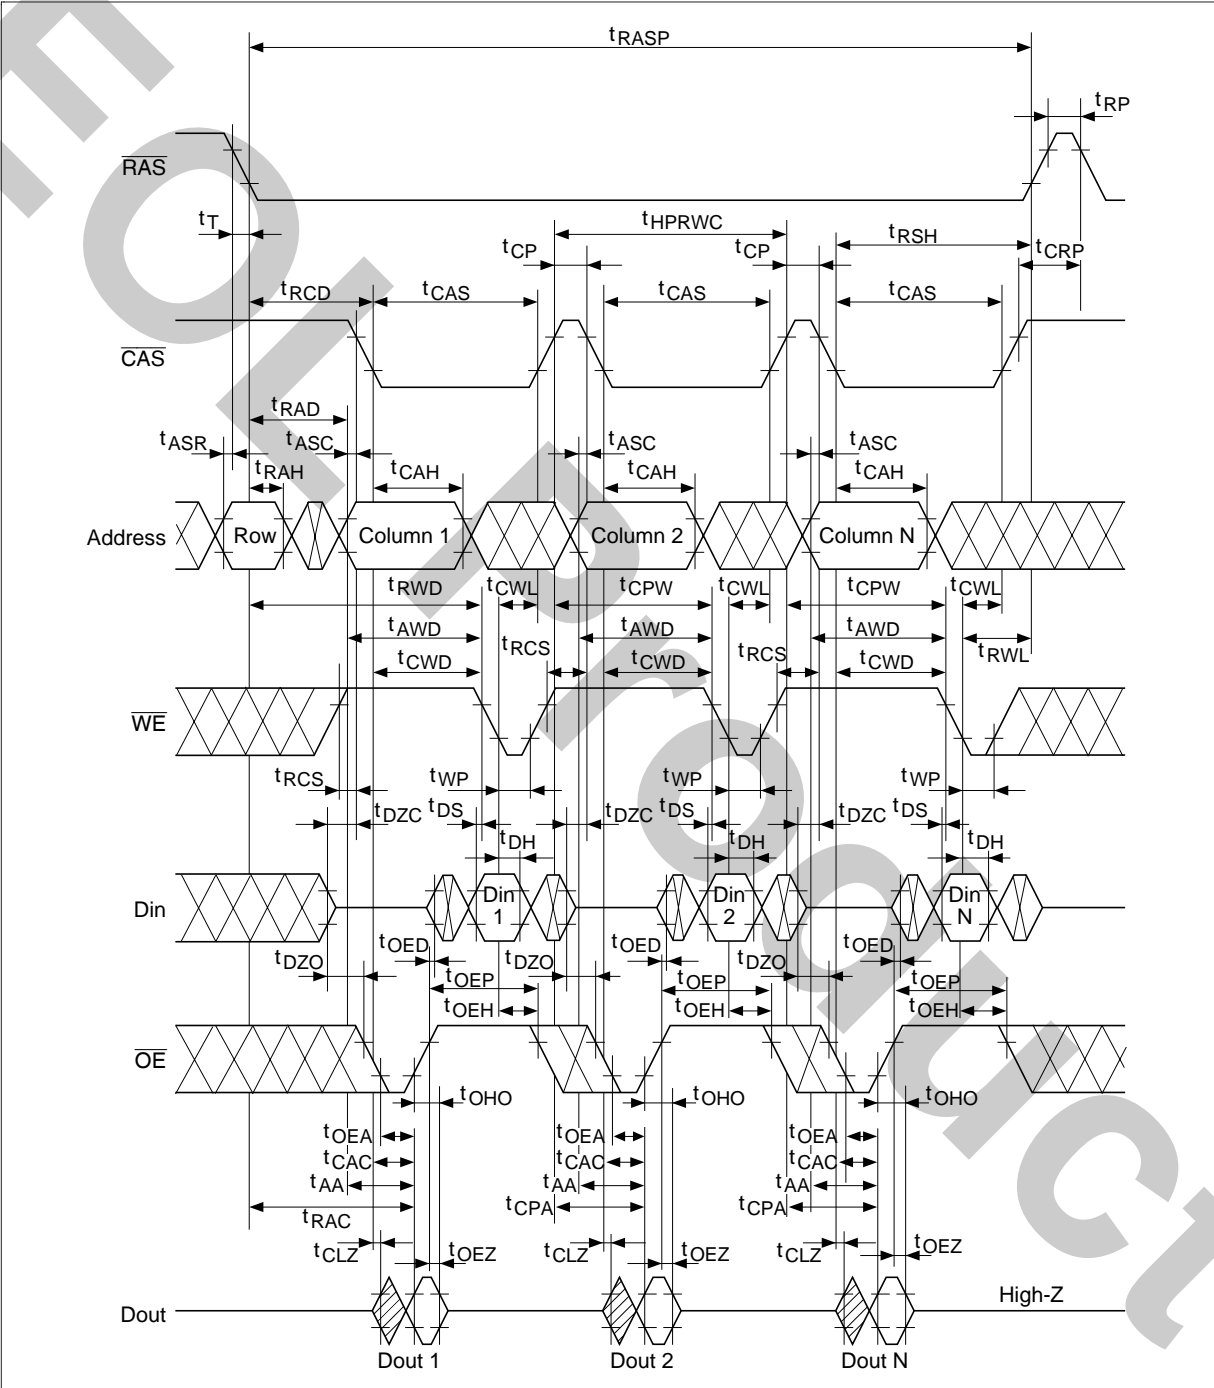 tRASP
tRP
RAS
tT
tHPRWC
tRSH
tCP
tCP
tCRP
tRCD
tCAS
tCAS
tCAS
CAS
tRAD
tASR
tASC
tASC
tASC
tRAH
tCAH
tCAH
tCAH
Address
Row
Column 1
Column 2
Column N
tRWD
tCWL
tCPW
tCWL
tCPW
tCWL
tAWD
tRCS
tAWD
tRCS
tAWD
tRWL
tCWD
tCWD
tCWD
WE
tRCS
tWP
tWP
tWP
tDZC
tDS
tDZC
tDS
tDZC
tDS
tDH
tDH
tDH
Din
Din 1
Din 2
Din N
tOED
tOED
tOED
tDZO
tOEP
tDZO
tOEP
tDZO
tOEP
tOEH
tOEH
tOEH
OE
tOHO
tOHO
tOHO
tOEA
tOEA
tOEA
tCAC
tCAC
tCAC
tAA
tAA
tAA
tRAC
tCPA
tCPA
tCLZ
tOEZ
tCLZ
tOEZ
tCLZ
tOEZ
Dout
High-Z
Dout 1
Dout 2
Dout N
EOL Product